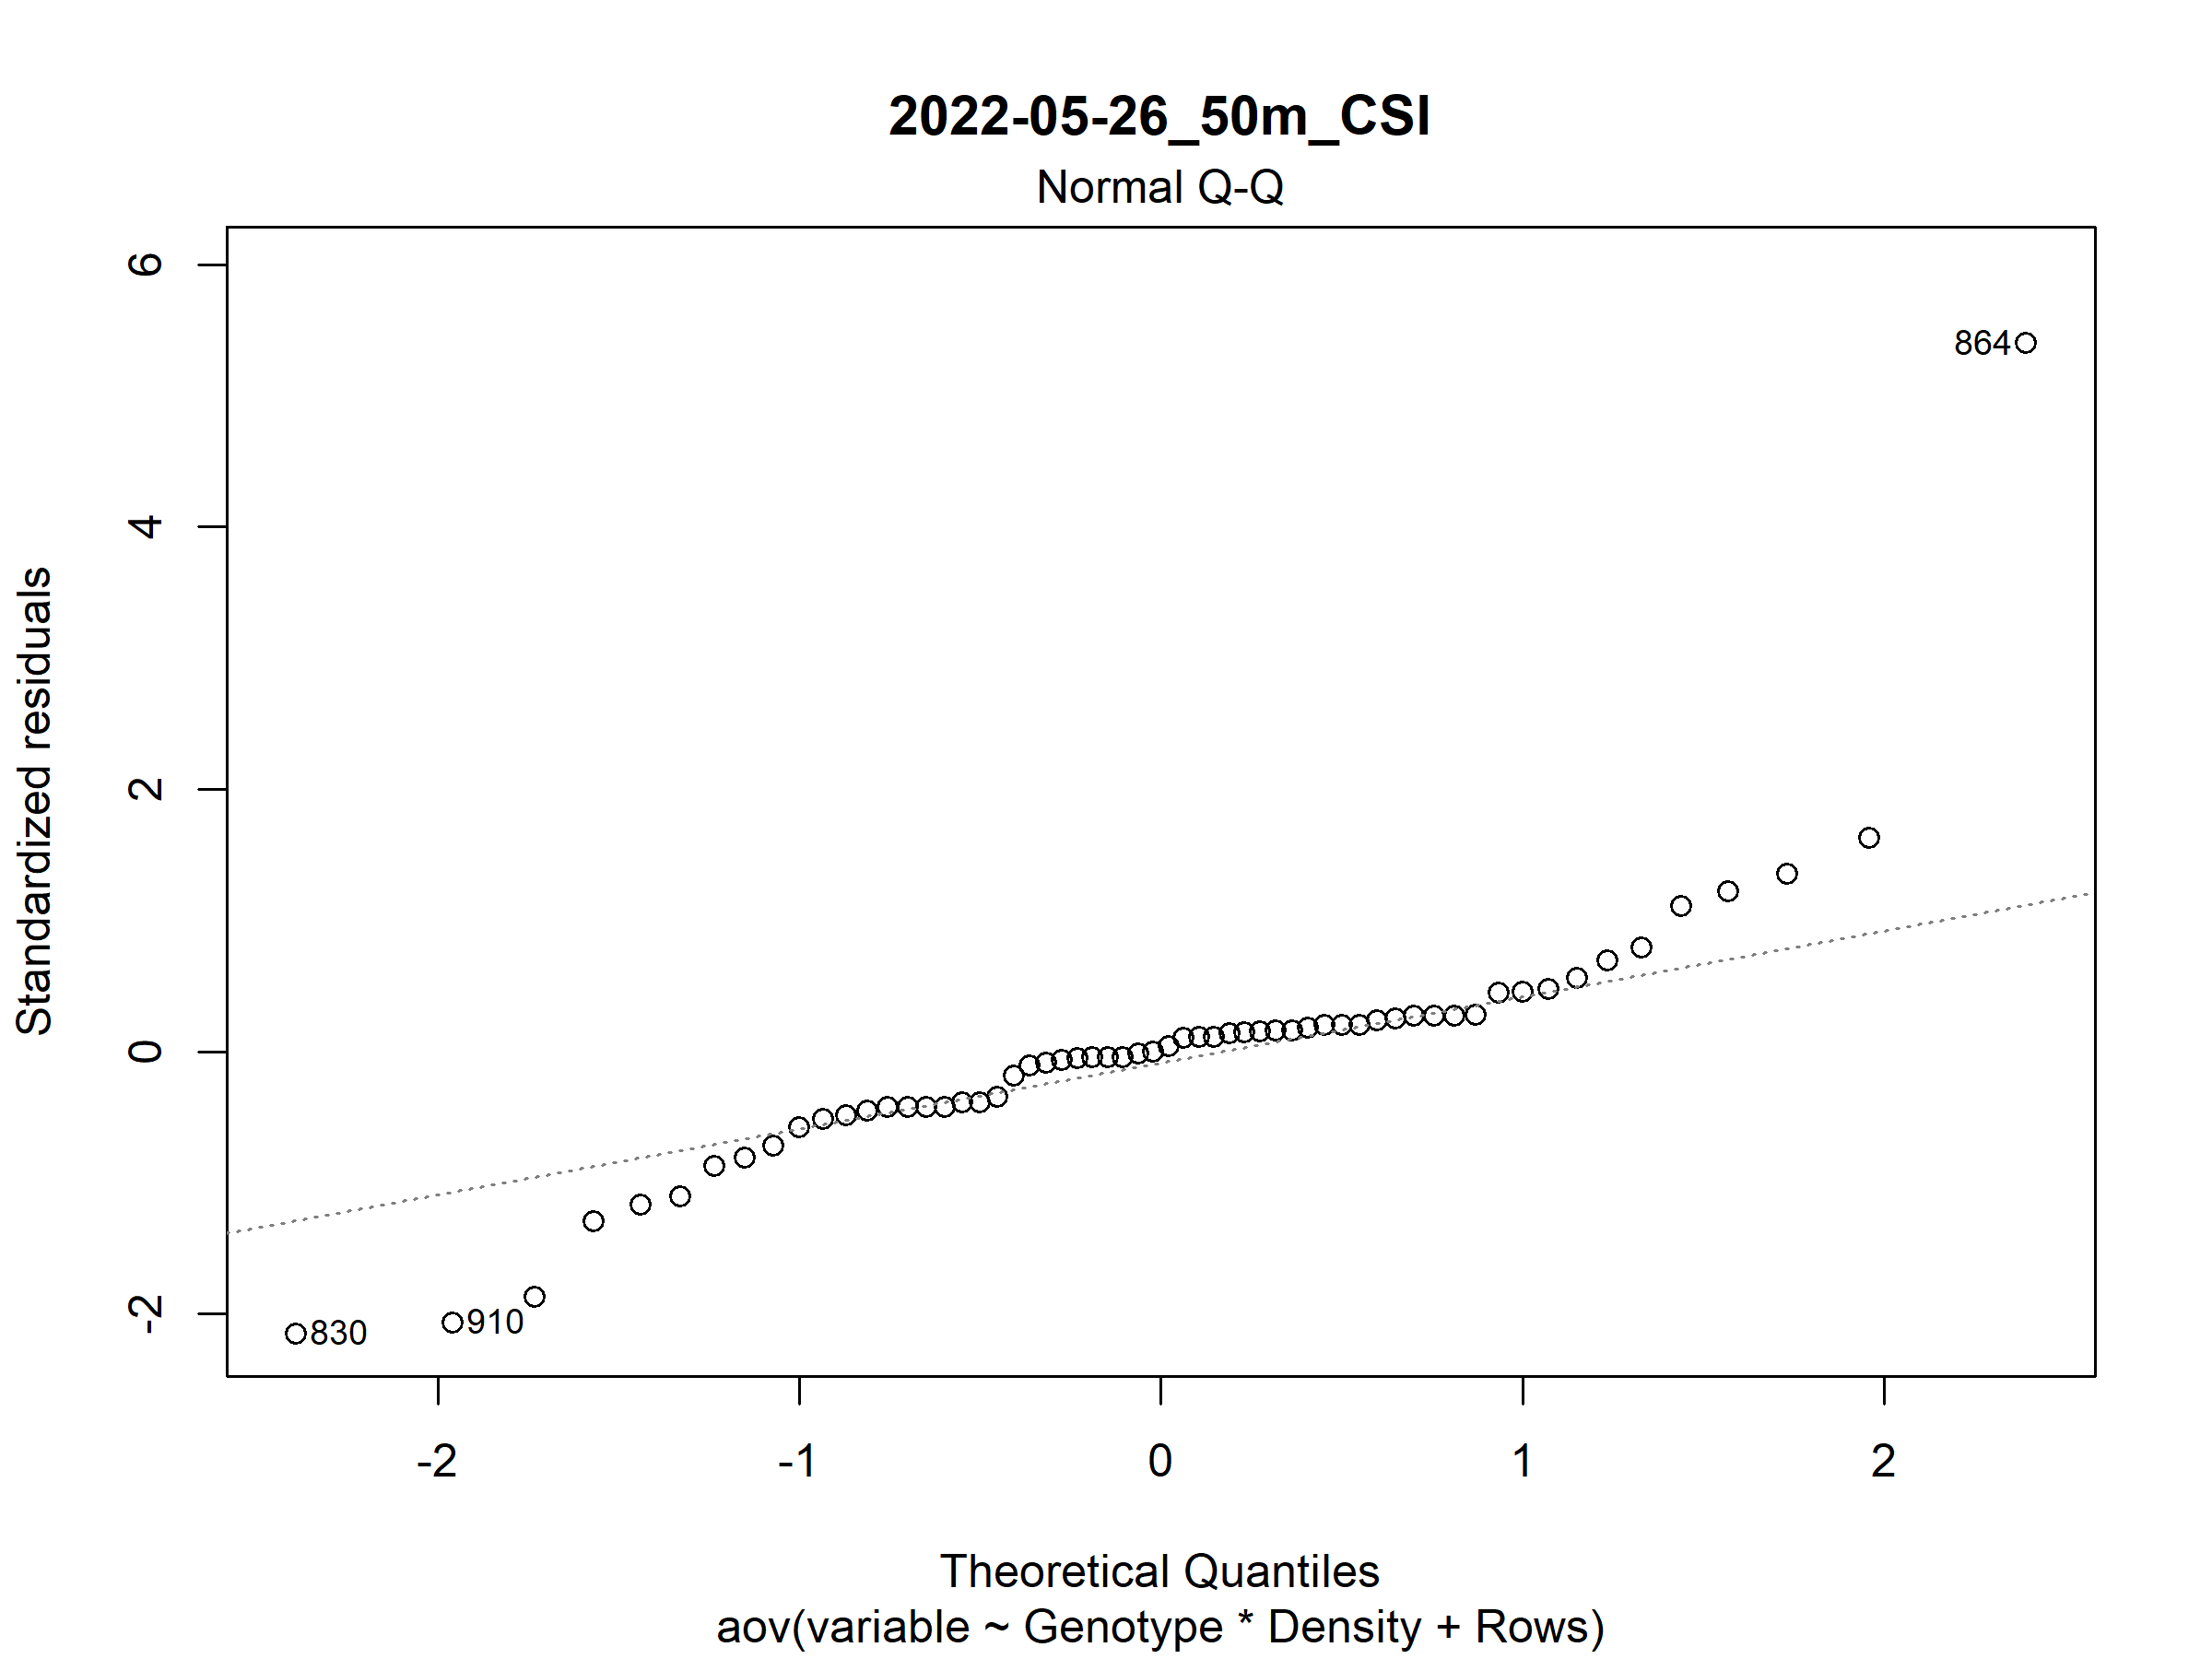 2022-05-26_50m_CSI
Normal Q-Q
6
4
2
0
-2
Standardized residuals
864
830
910
-2
-1
0
1
2
Theoretical Quantiles
aov(variable ~ Genotype * Density + Rows)